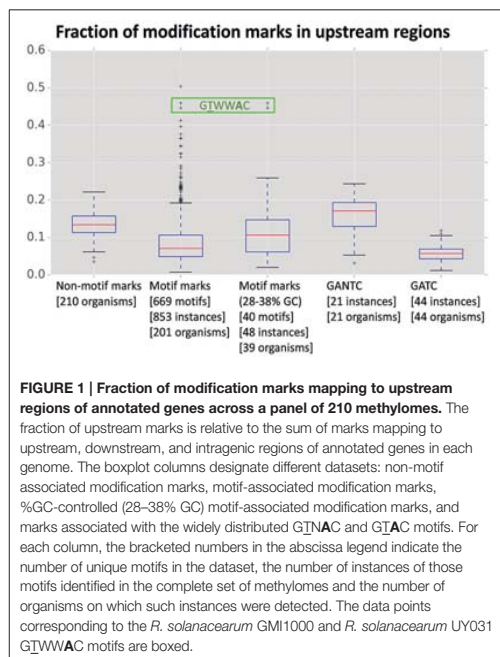 Fraction of modification marks in upstream regions
0.6
0.5
0.4
0.3
0.2
0.1
0.0
GTWWAC
Non-motif marks
[210 organisms]
Motif marks
[669 motifs]
[853 instances]
[201 organisms]
Motif marks
(28-38% GC)
[40 motifs]
[48 instances]
[39 organisms]
GANTC
[21 instances]
[21 organisms]
GATC
[44 instances]
[44 organisms]
FIGURE 1 | Fraction of modification marks mapping to upstream
regions of annotated genes across a panel of 210 methylomes. The
fraction of upstream marks is relative to the sum of marks mapping to
upstream, downstream, and intragenic regions of annotated genes in each
genome. The boxplot columns designate different datasets: non-motif
associated modification marks, motif-associated modification marks,
%GC-controlled (28–38% GC) motif-associated modification marks, and
marks associated with the widely distributed GTNAC and GTAC motifs. For
each column, the bracketed numbers in the abscissa legend indicate the
number of unique motifs in the dataset, the number of instances of those
motifs identified in the complete set of methylomes and the number of
organisms on which such instances were detected. The data points
corresponding to the R. solanacearum GMI1000 and R. solanacearum UY031
GTWWAC motifs are boxed.